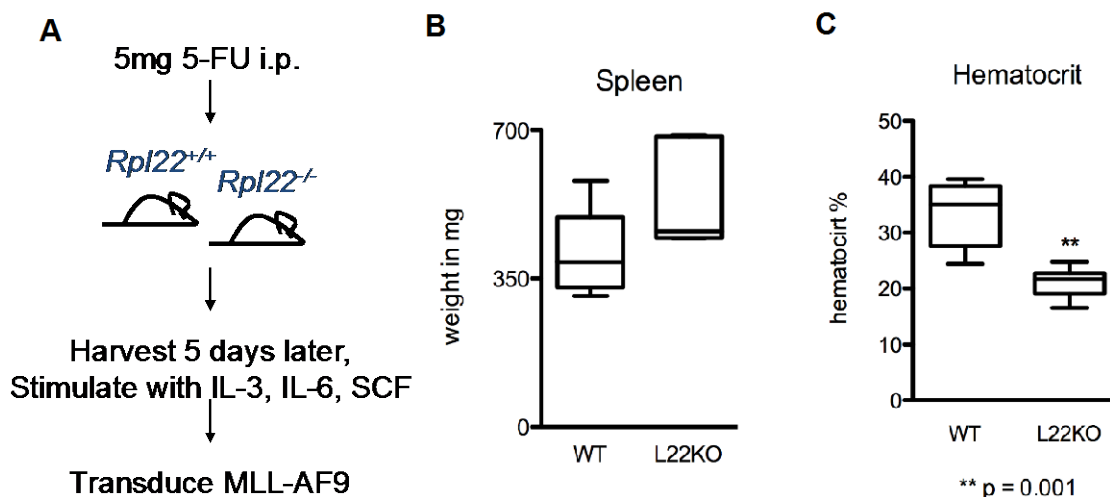 A
5mg 5-FU i.p.
Rpl22+/+
Rpl22-/-
Harvest 5 days later,
Stimulate with IL-3, IL-6, SCF
Transduce MLL-AF9
B
Spleen
weight in mg
700
350
0
WT
L22KO
C
Hematocrit
hematocirt %
50
40
30
20
10
0
**
WT
L22KO
** p = 0.001